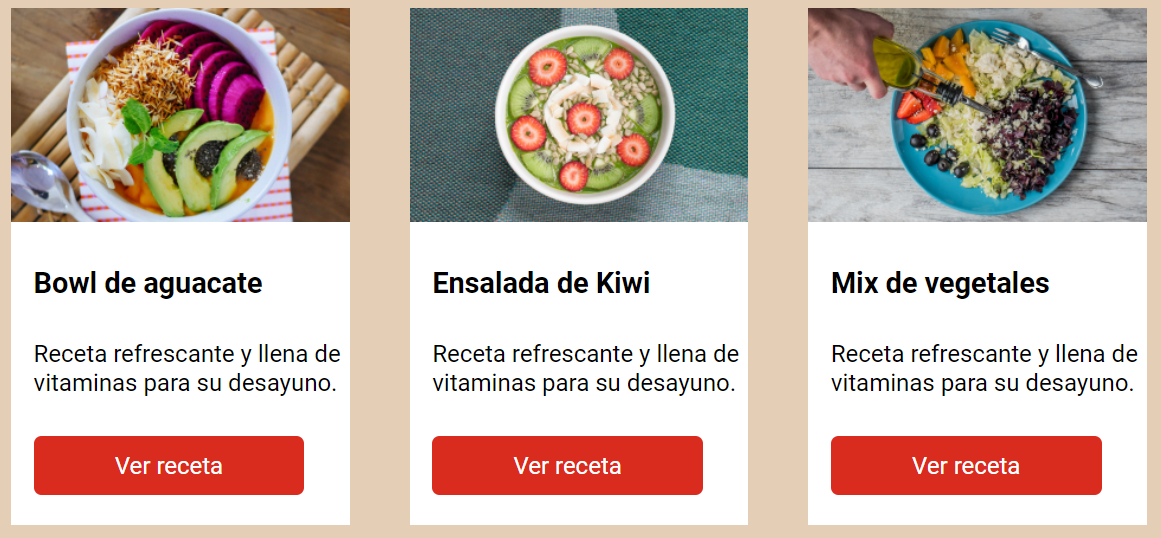 Bowl de aguacate
Receta refrescante y llena de
vitaminas para su desayuno.
Ver receta
Ensalada de Kiwi
Receta refrescante y llena de
vitaminas para su desayuno.
Ver receta
Mix de vegetales
Receta refrescante y llena de
vitaminas para su desayuno.
Ver receta